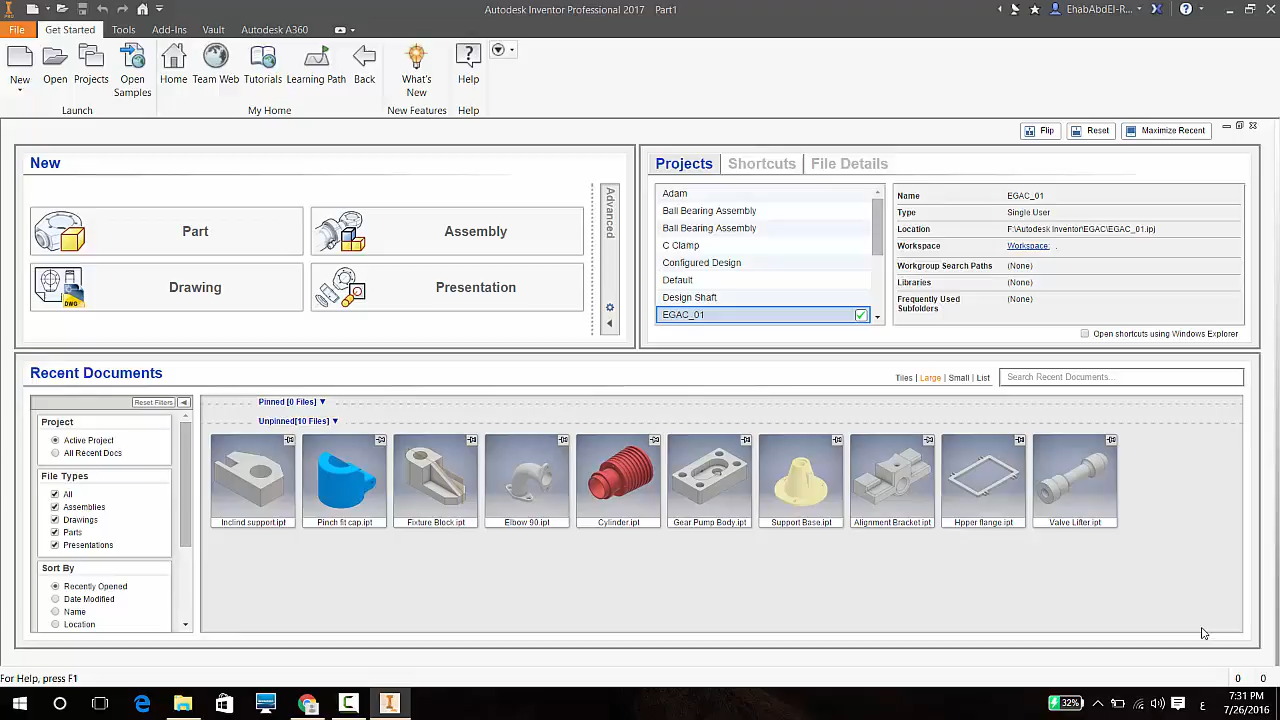 Autodesk Inventor Professional 2017 Part1
EhabAbdEl-R...
PRO
File Get Started Tools Add-Ins Vault Autodesk A360
New Open Projects Open Samples Home Team Web Tutorials Learning Path Back What's New Help
Launch My Home New Features Help
Flip Reset Maximize Recent
New
Part Assembly
Drawing Presentation
DWG
Advanced
Projects Shortcuts File Details
Adam
Ball Bearing Assembly
Ball Bearing Assembly
C Clamp
Configured Design
Default
Design Shaft
EGAC_01
Name EGAC_01
Type Single User
Location F:\Autodesk Inventor\EGAC\EGAC_01.ipj
Workspace Workspace: .
Workgroup Search Paths (None)
Libraries (None)
Frequently Used Subfolders (None)
Open shortcuts using Windows Explorer
Recent Documents
Tiles | Large | Small | List Search Recent Documents...
Reset Filters
Project
Active Project
All Recent Docs
File Types
All
Assemblies
Drawings
Parts
Presentations
Sort By
Recently Opened
Date Modified
Name
Location
Pinned [0 Files]
Unpinned[10 Files]
Inclind support.ipt Pinch fit cap.ipt Fixture Block.ipt Elbow 90.ipt Cylinder.ipt Gear Pump Body.ipt Support Base.ipt Alignment Bracket.ipt Hpper flange.ipt Valve Lifter.ipt
For Help, press F1 0 0
32% ع 7:31 PM
7/26/2016